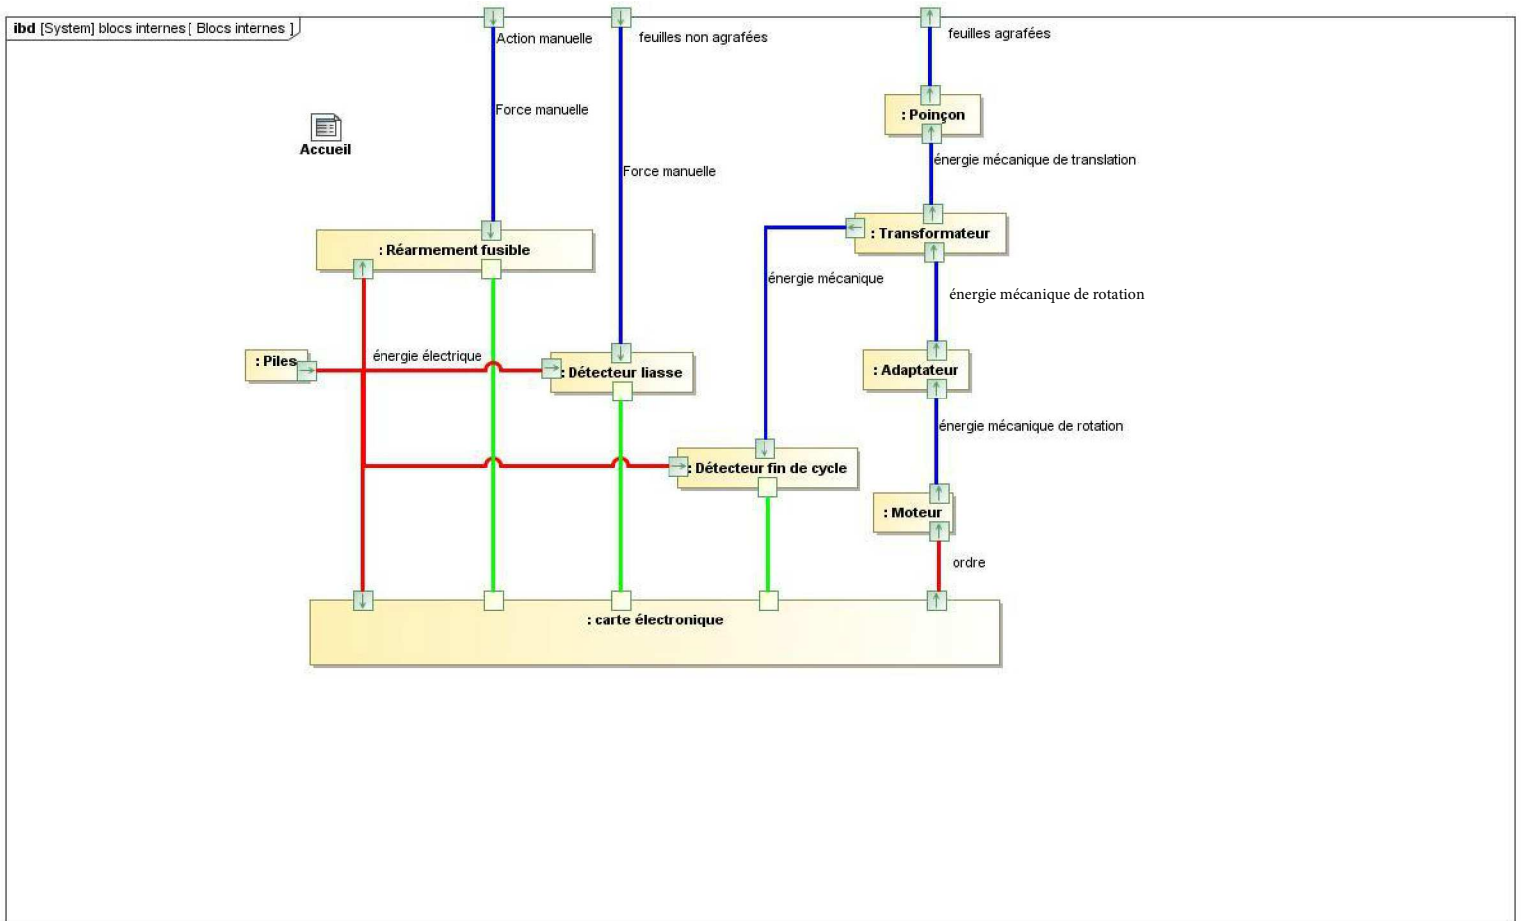 ibd [System] blocs internes [ Blocs internes ]
Action manuelle
feuilles non agrafées
feuilles agrafées
Force manuelle
: Poinçon
Accueil
énergie mécanique de translation
Force manuelle
: Transformateur
: Réarmement fusible
énergie mécanique
énergie mécanique de rotation
énergie électrique
: Piles
: Détecteur liasse
: Adaptateur
énergie mécanique de rotation
: Détecteur fin de cycle
: Moteur
ordre
: carte électronique